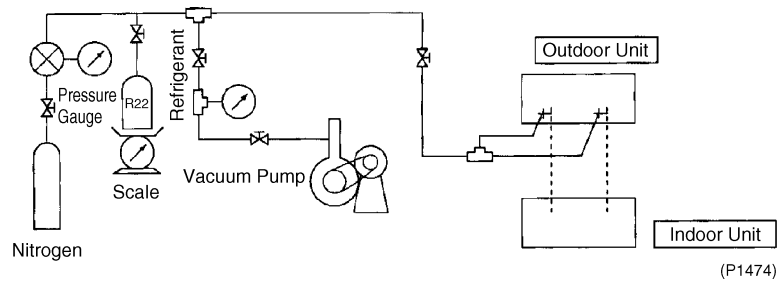 Outdoor Unit
Refrigerant
Pressure
Gauge
R22
Scale
Vacuum Pump
Nitrogen
Indoor Unit
(P1474)